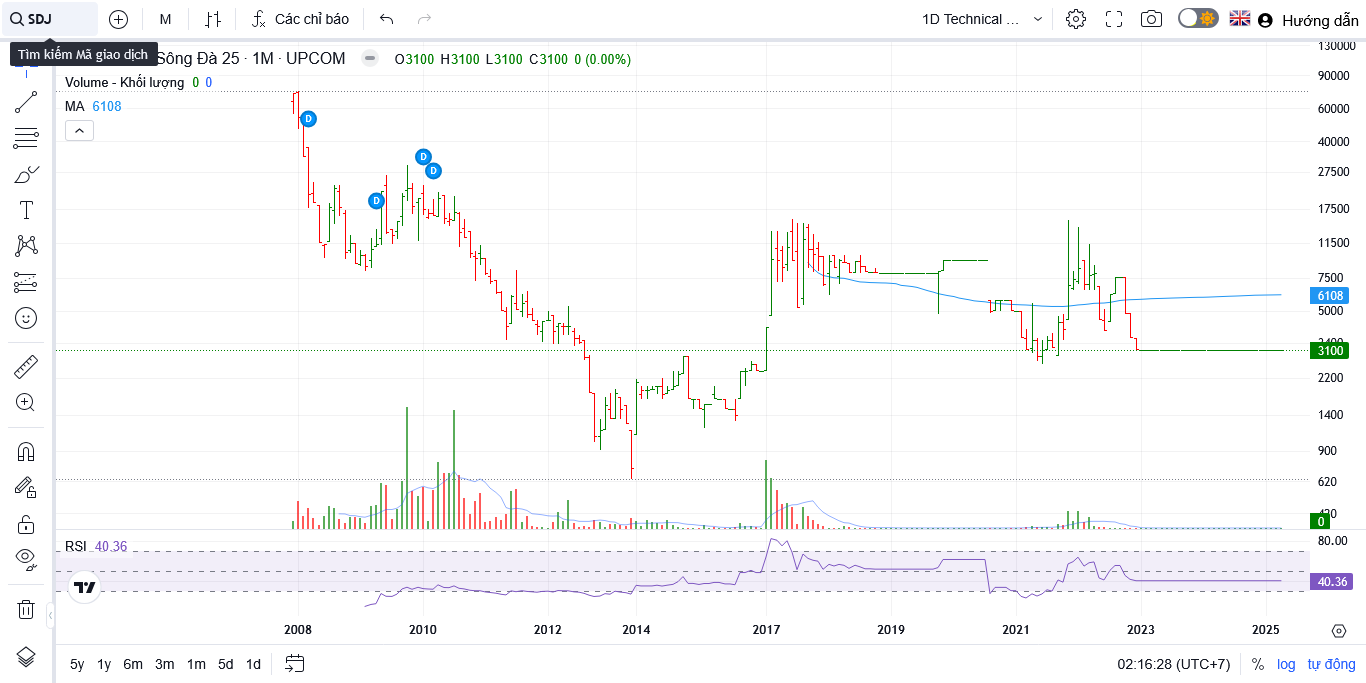 SDJ
M
Các chỉ báo
1D Technical ...
Hướng dẫn
Tìm kiếm Mã giao dịch
Sông Đà 25 · 1M · UPCOM
O3100 H3100 L3100 C3100 0 (0.00%)
Volume - Khối lượng 0 0
MA 6108
D
D
D
D
130000
90000
60000
40000
27500
17500
11500
7500
6108
5000
3400
3100
2200
1400
900
620
430
0
RSI 40.36
80.00
40.36
2008
2010
2012
2014
2017
2019
2021
2023
2025
5y 1y 6m 3m 1m 5d 1d
02:16:28 (UTC+7)
% log tự động